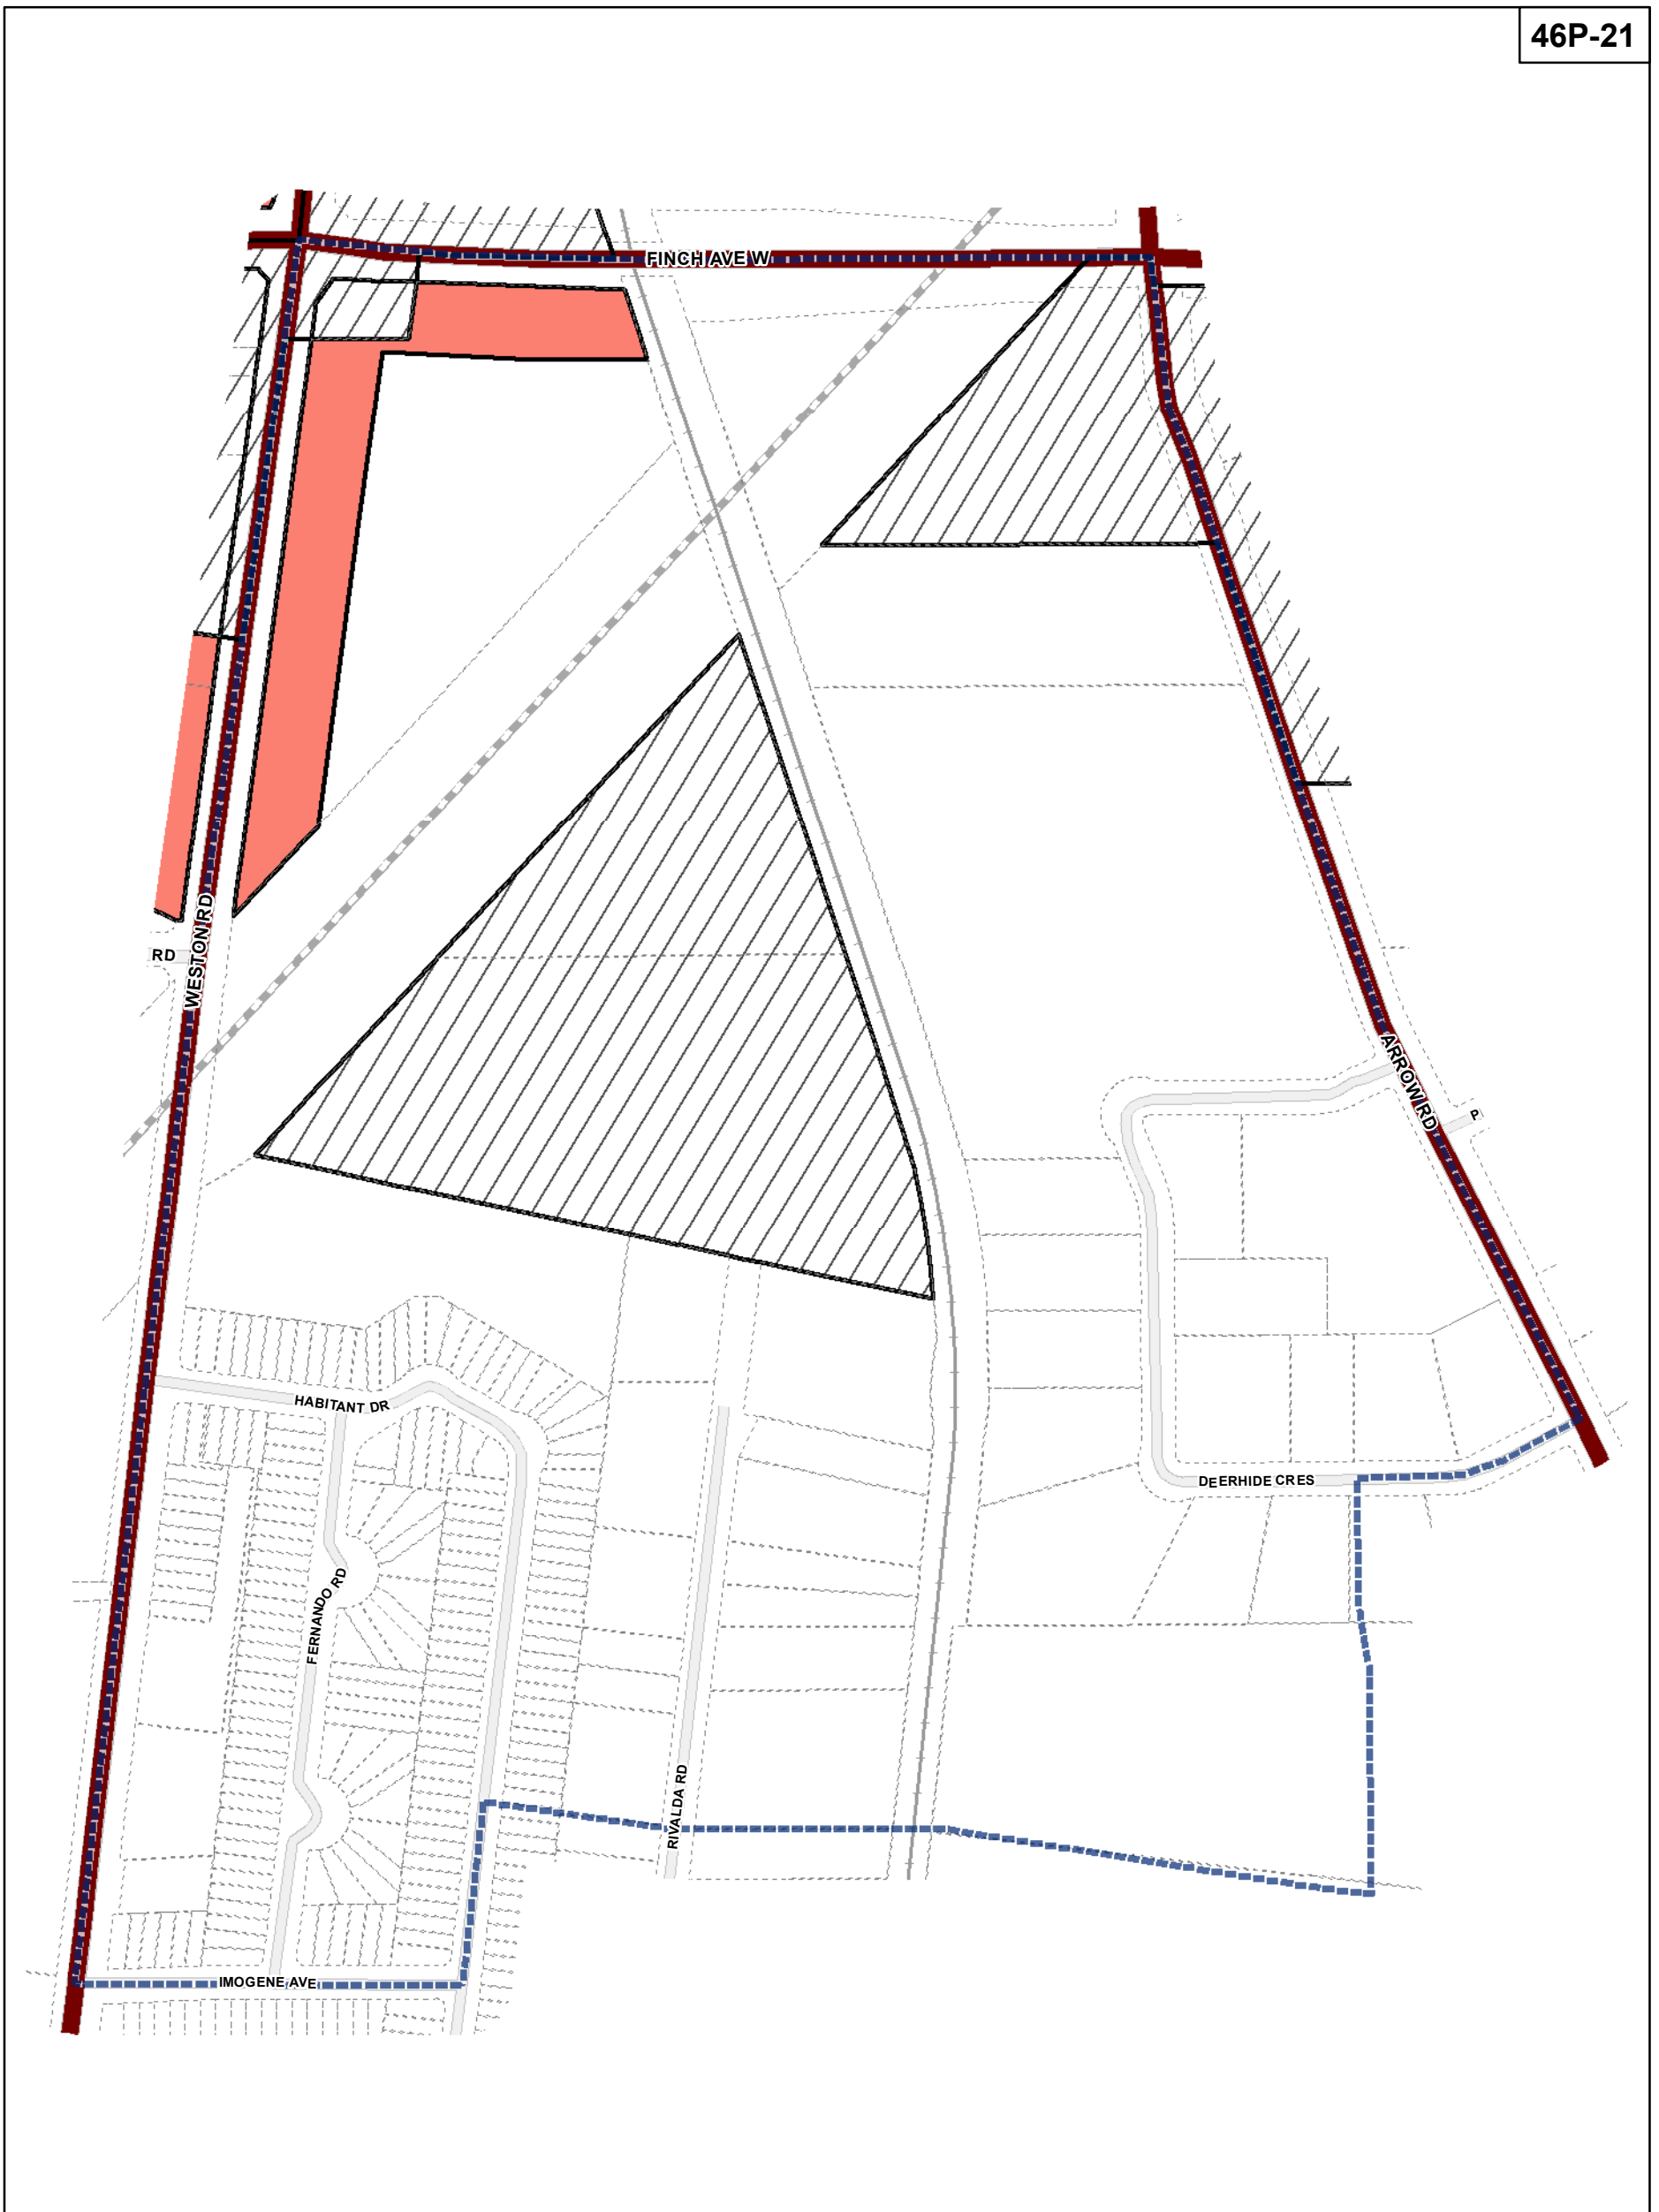 46P-21
FINCH AVE W
WESTON RD
RD
ARROW RD
P
HABITANT DR
DEERHIDE CRES
FERNANDO RD
RIVALDA RD
IMOGENE AVE